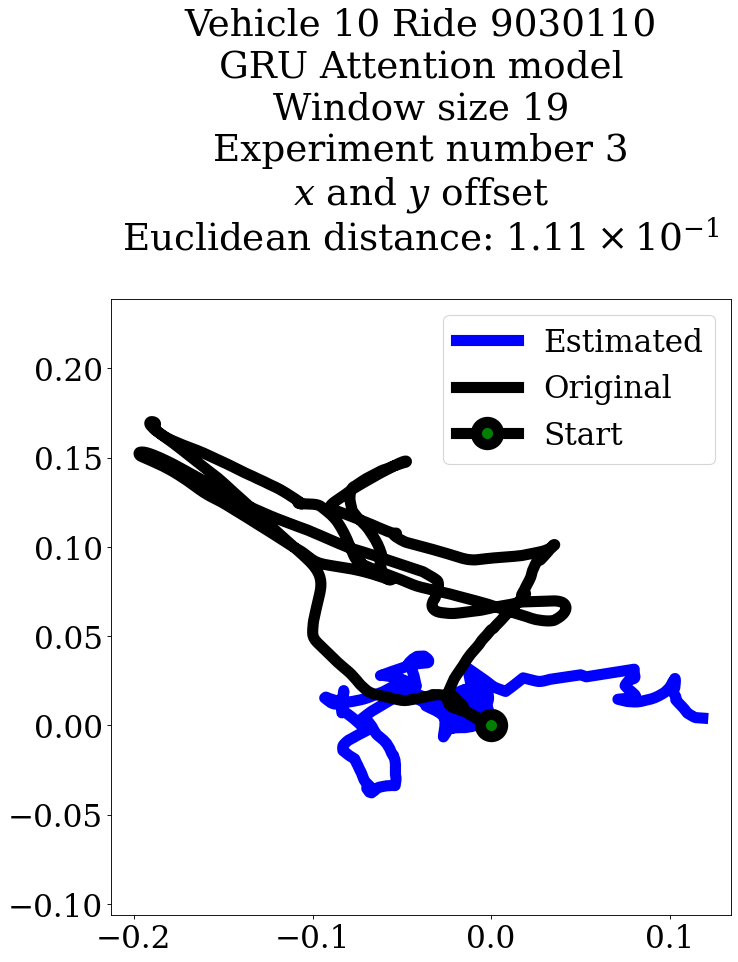 Vehicle 10 Ride 9030110
GRU Attention model
Window size 19
Experiment number 3
x and y offset
Euclidean distance: 1.11 × 10⁻¹
Estimated
Original
Start
0.20
0.15
0.10
0.05
0.00
−0.05
−0.10
−0.2
−0.1
0.0
0.1